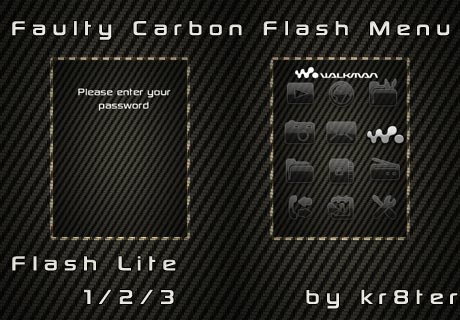 Faulty Carbon Flash Menu
Please enter your
password
WALKMAN
Flash Lite
1/2/3
by kr8ter